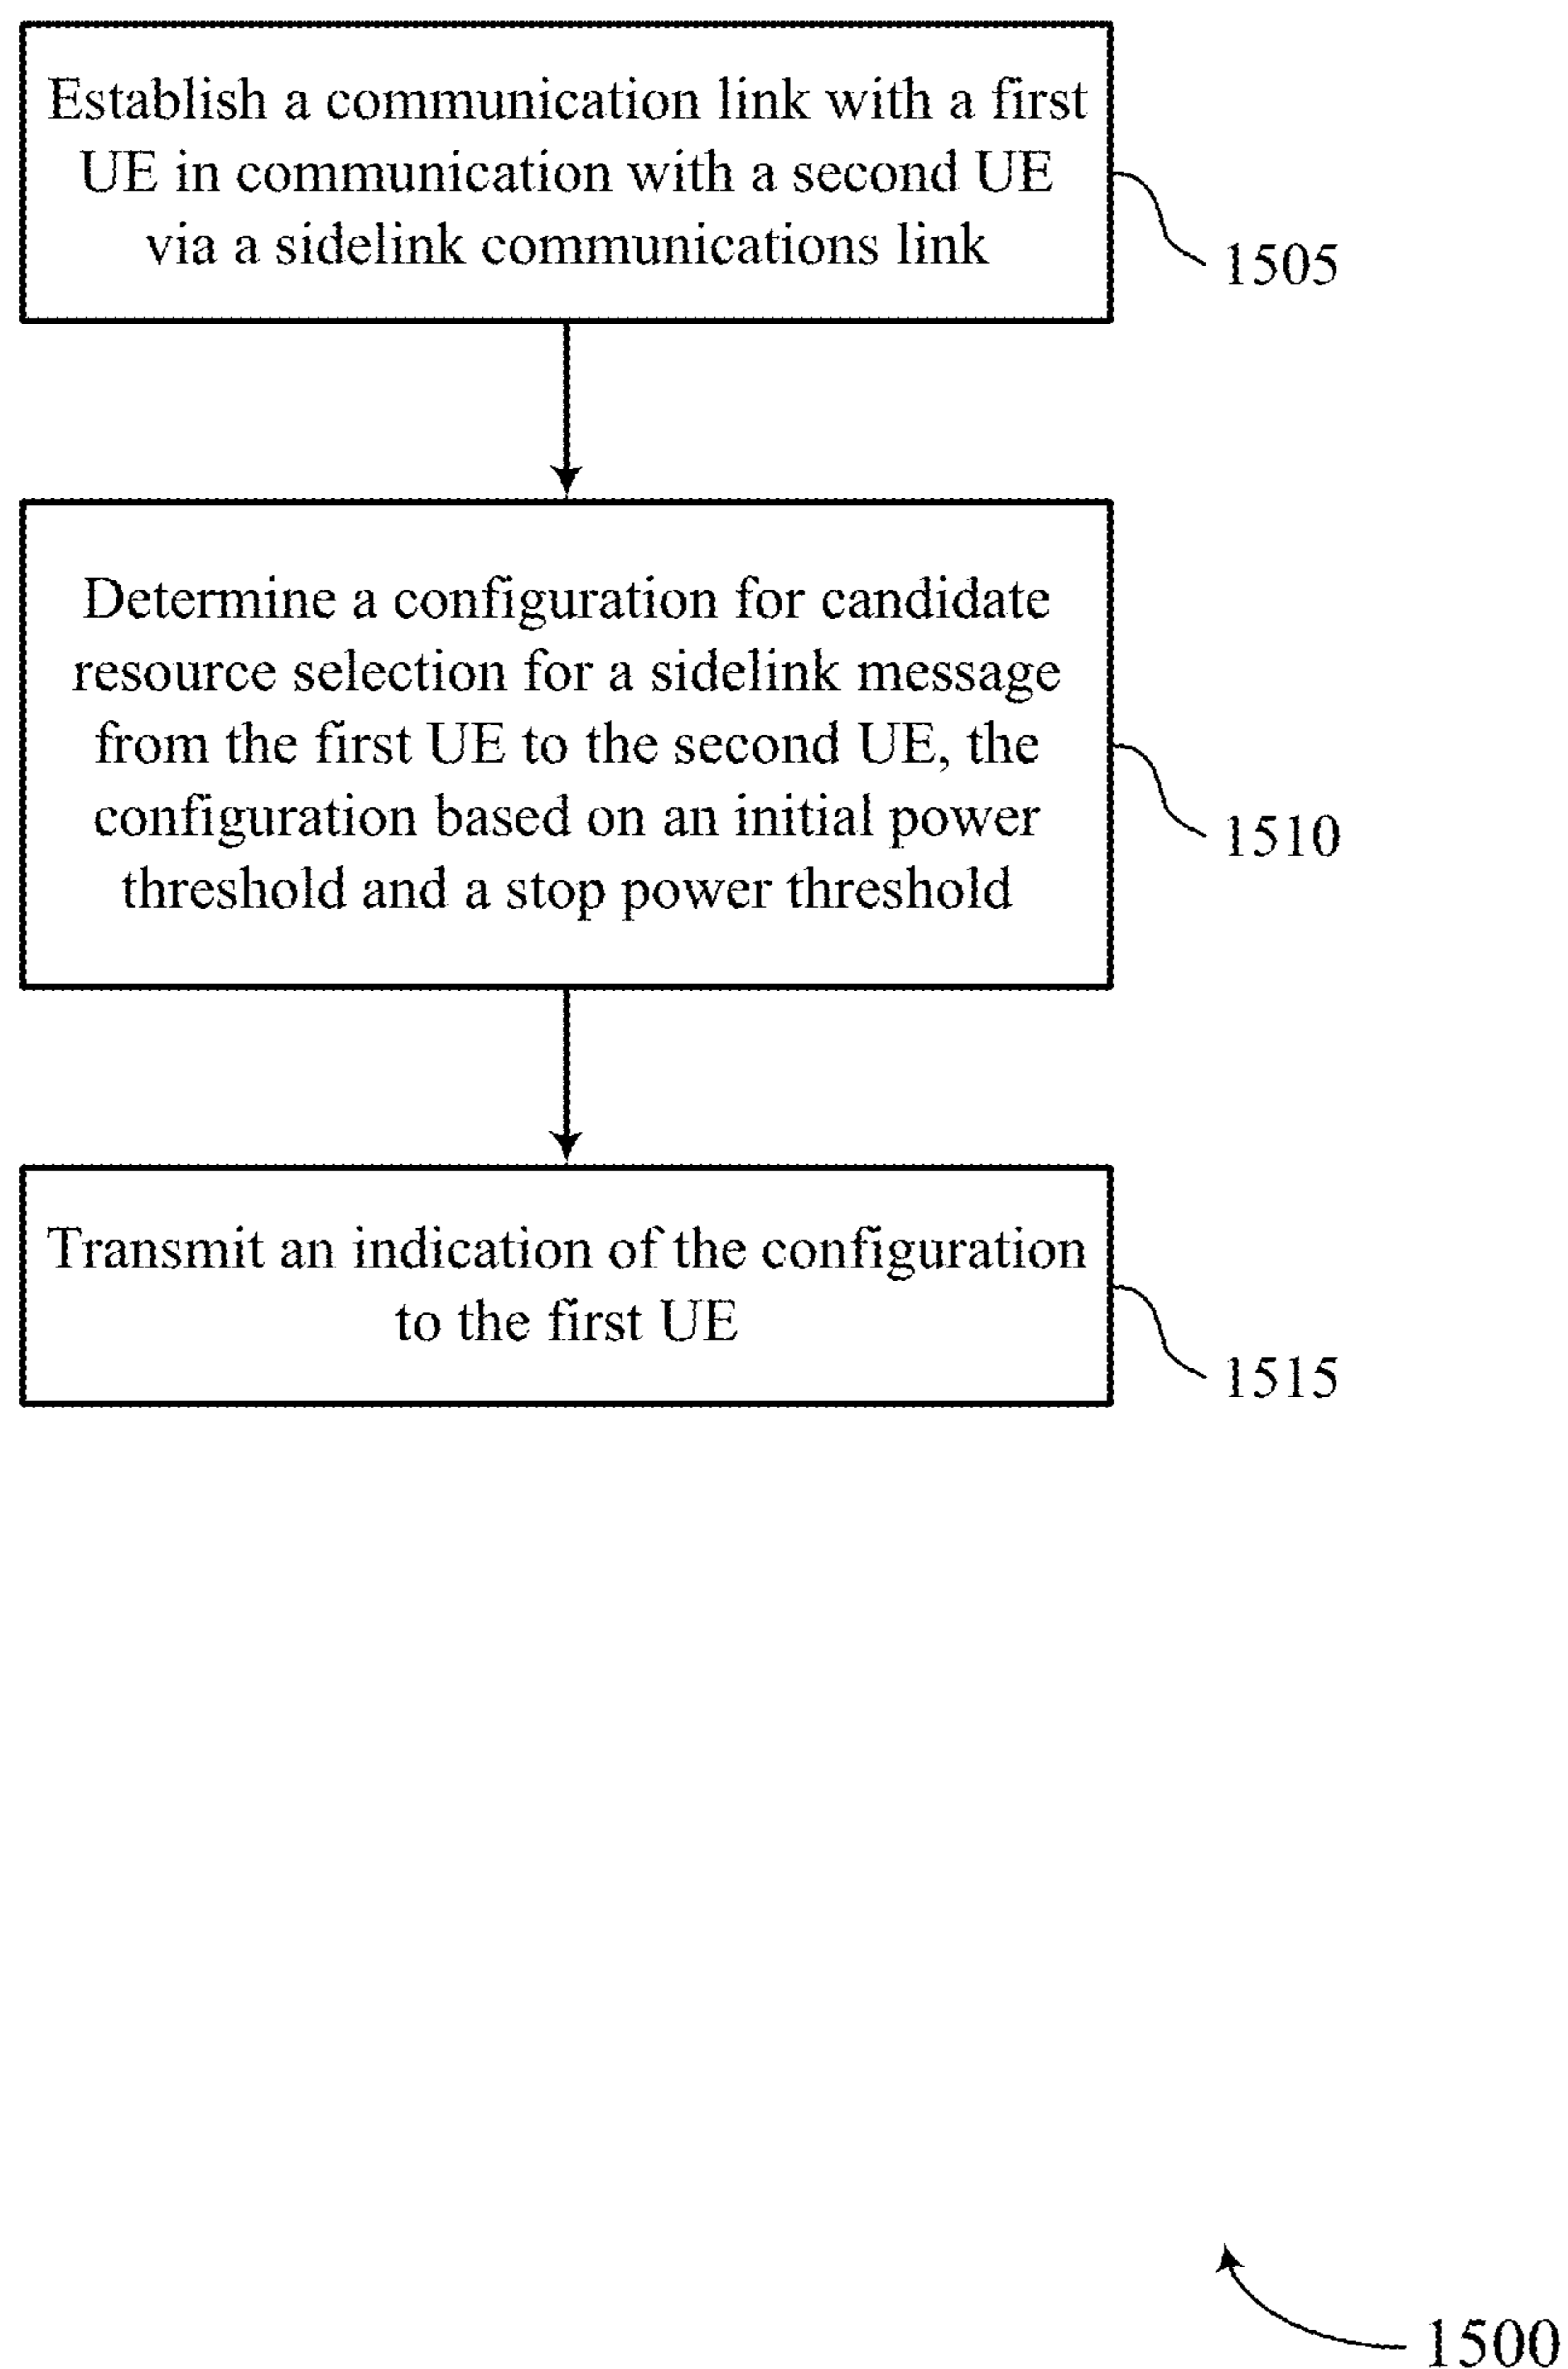 Establish a communication link with a first
UE in communication with a second UE
via a sidelink communications link
1505
Determine a configuration for candidate
resource selection for a sidelink message
from the first UE to the second UE, the
configuration based on an initial power
threshold and a stop power threshold
1510
Transmit an indication of the configuration
to the first UE
1515
1500